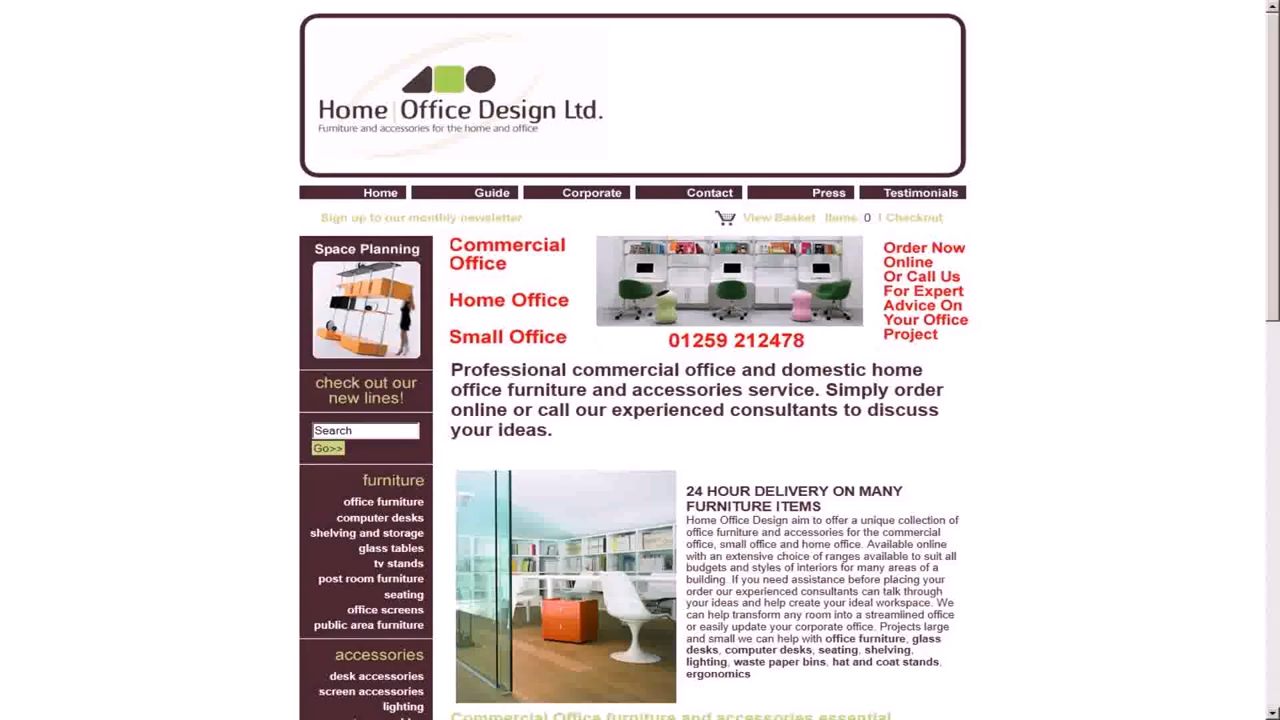 Home Office Design Ltd.
Furniture and accessories for the home and office
Home Guide Corporate Contact Press Testimonials
Sign up to our monthly newsletter
View Basket Items 0 | Checkout
Space Planning
check out our
new lines!
Search
Go>>
furniture
office furniture
computer desks
shelving and storage
glass tables
tv stands
post room furniture
seating
office screens
public area furniture
accessories
desk accessories
screen accessories
lighting
Commercial
Office
Home Office
Small Office
01259 212478
Order Now
Online
Or Call Us
For Expert
Advice On
Your Office
Project
Professional commercial office and domestic home
office furniture and accessories service. Simply order
online or call our experienced consultants to discuss
your ideas.
24 HOUR DELIVERY ON MANY
FURNITURE ITEMS
Home Office Design aim to offer a unique collection of
office furniture and accessories for the commercial
office, small office and home office. Available online
with an extensive choice of ranges available to suit all
budgets and styles of interiors for many areas of a
building. If you need assistance before placing your
order our experienced consultants can talk through
your ideas and help create your ideal workspace. We
can help transform any room into a streamlined office
or easily update your corporate office. Projects large
and small we can help with office furniture, glass
desks, computer desks, seating, shelving,
lighting, waste paper bins, hat and coat stands,
ergonomics
Commercial Office furniture and accessories essential